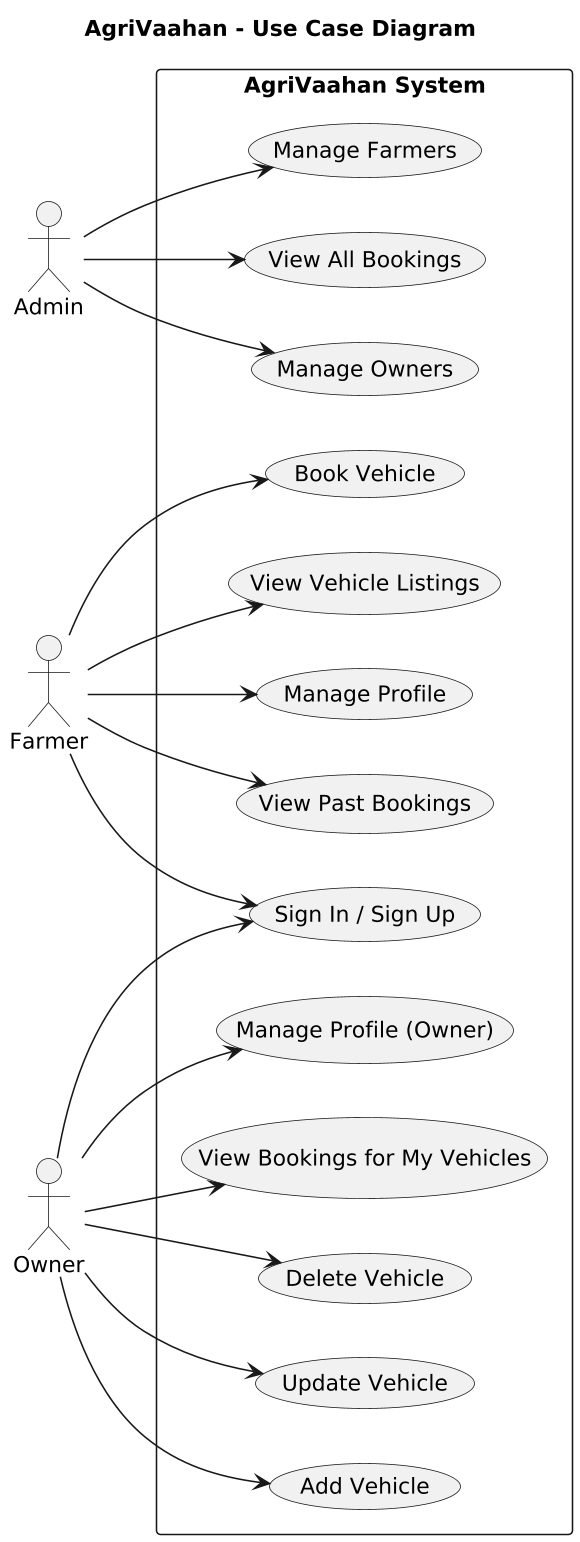 AgriVaahan - Use Case Diagram
AgriVaahan System
Manage Farmers
View All Bookings
Admin
Manage Owners
Book Vehicle
View Vehicle Listings
Manage Profile
Farmer
View Past Bookings
Sign In / Sign Up
Manage Profile (Owner)
View Bookings for My Vehicles
Owner
Delete Vehicle
Update Vehicle
Add Vehicle